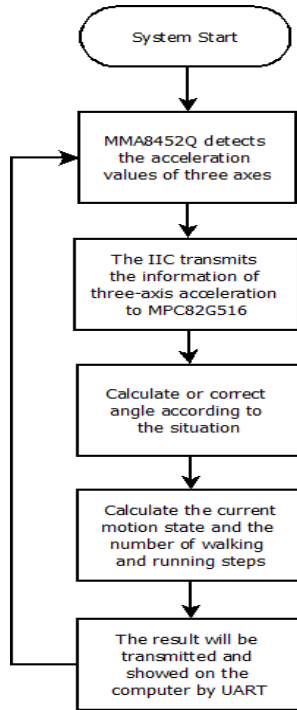 System Start
MMA8452Q detects
the acceleration
values of three axes
The IIC transmits
the information of
three-axis acceleration
to MPC82G516
Calculate or correct
angle according to
the situation
Calculate the current
motion state and the
number of walking
and running steps
The result will be
transmitted and
showed on the
computer by UART